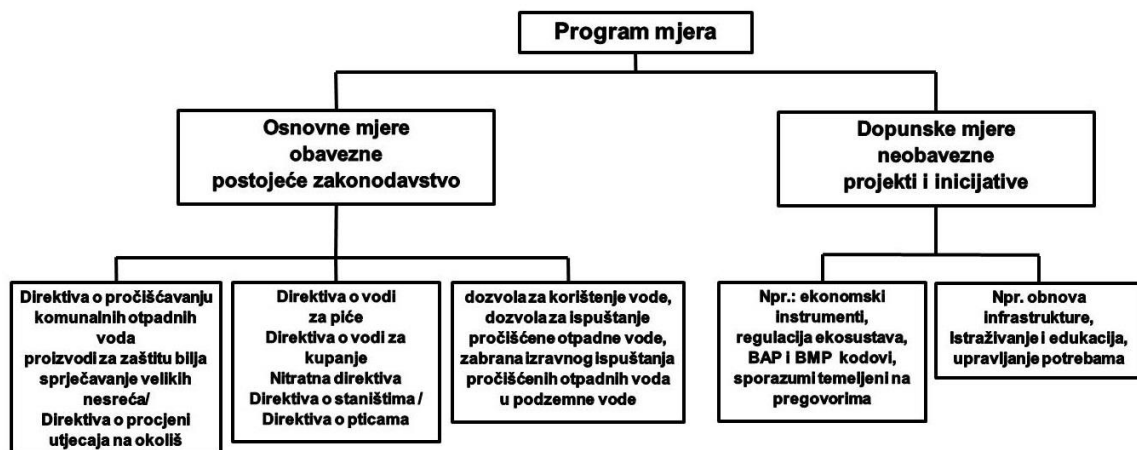 Program mjera
Osnovne mjere
obavezne
postojeće zakonodavstvo
Dopunske mjere
neobavezne
projekti i inicijative
Direktiva o pročišćavanju
komunalnih otpadnih
voda
proizvodi za zaštitu bilja
sprječavanje velikih
nesreća/
Direktiva o procjeni
utjecaja na okoliš
Direktiva o vodi
za piće
Direktiva o vodi za
kupanje
Nitratna direktiva
Direktiva o staništima /
Direktiva o pticama
dozvola za korištenje vode,
dozvola za ispuštanje
pročišćene otpadne vode,
zabrana izravnog ispuštanja
pročišćenih otpadnih voda
u podzemne vode
Npr.: ekonomski
instrumenti,
regulacija ekosustava,
BAP i BMP kodovi,
sporazumi temeljeni na
pregovorima
Npr. obnova
infrastrukture,
Istraživanje i edukacija,
upravljanje potrebama